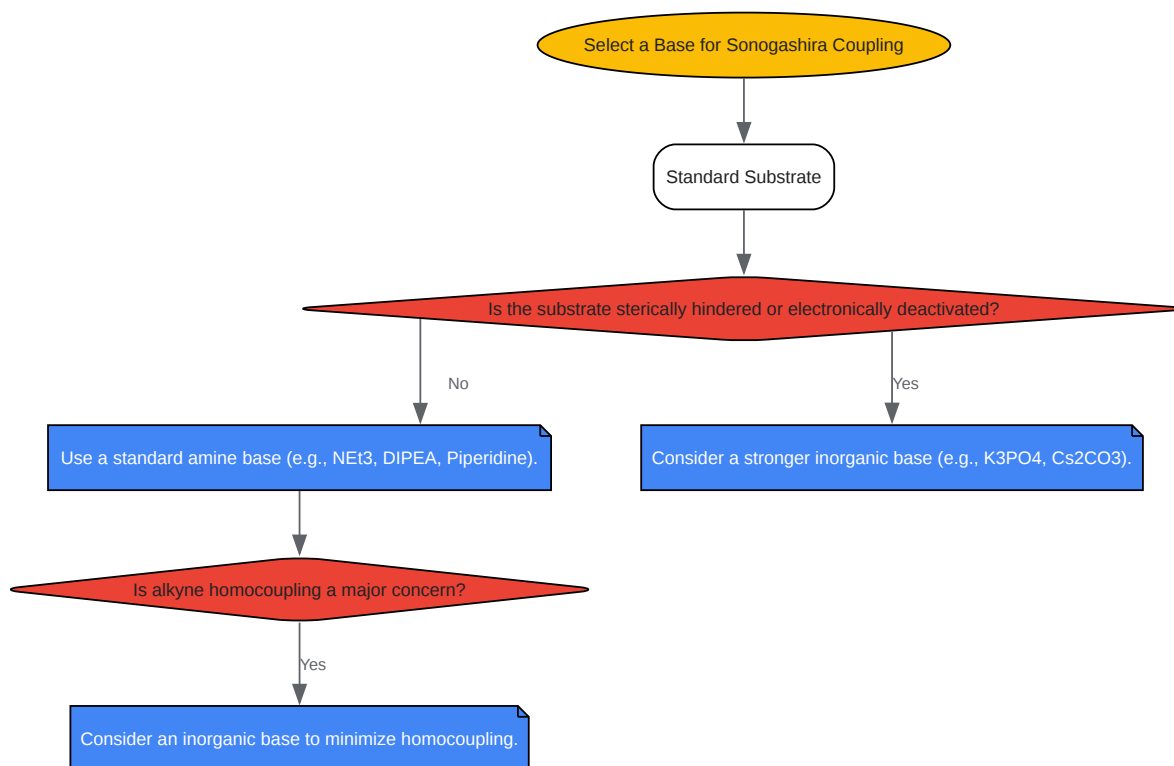 Select a Base for Sonogashira Coupling
Standard Substrate
Is the substrate sterically hindered or electronically deactivated?
No
Yes
Use a standard amine base (e.g., NEt3, DIPEA, Piperidine).
Consider a stronger inorganic base (e.g., K3PO4, Cs2CO3).
Is alkyne homocoupling a major concern?
Yes
Consider an inorganic base to minimize homocoupling.